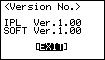 <Version No.>
IPL Ver.1.00
SOFT Ver.1.00
[EXIT]